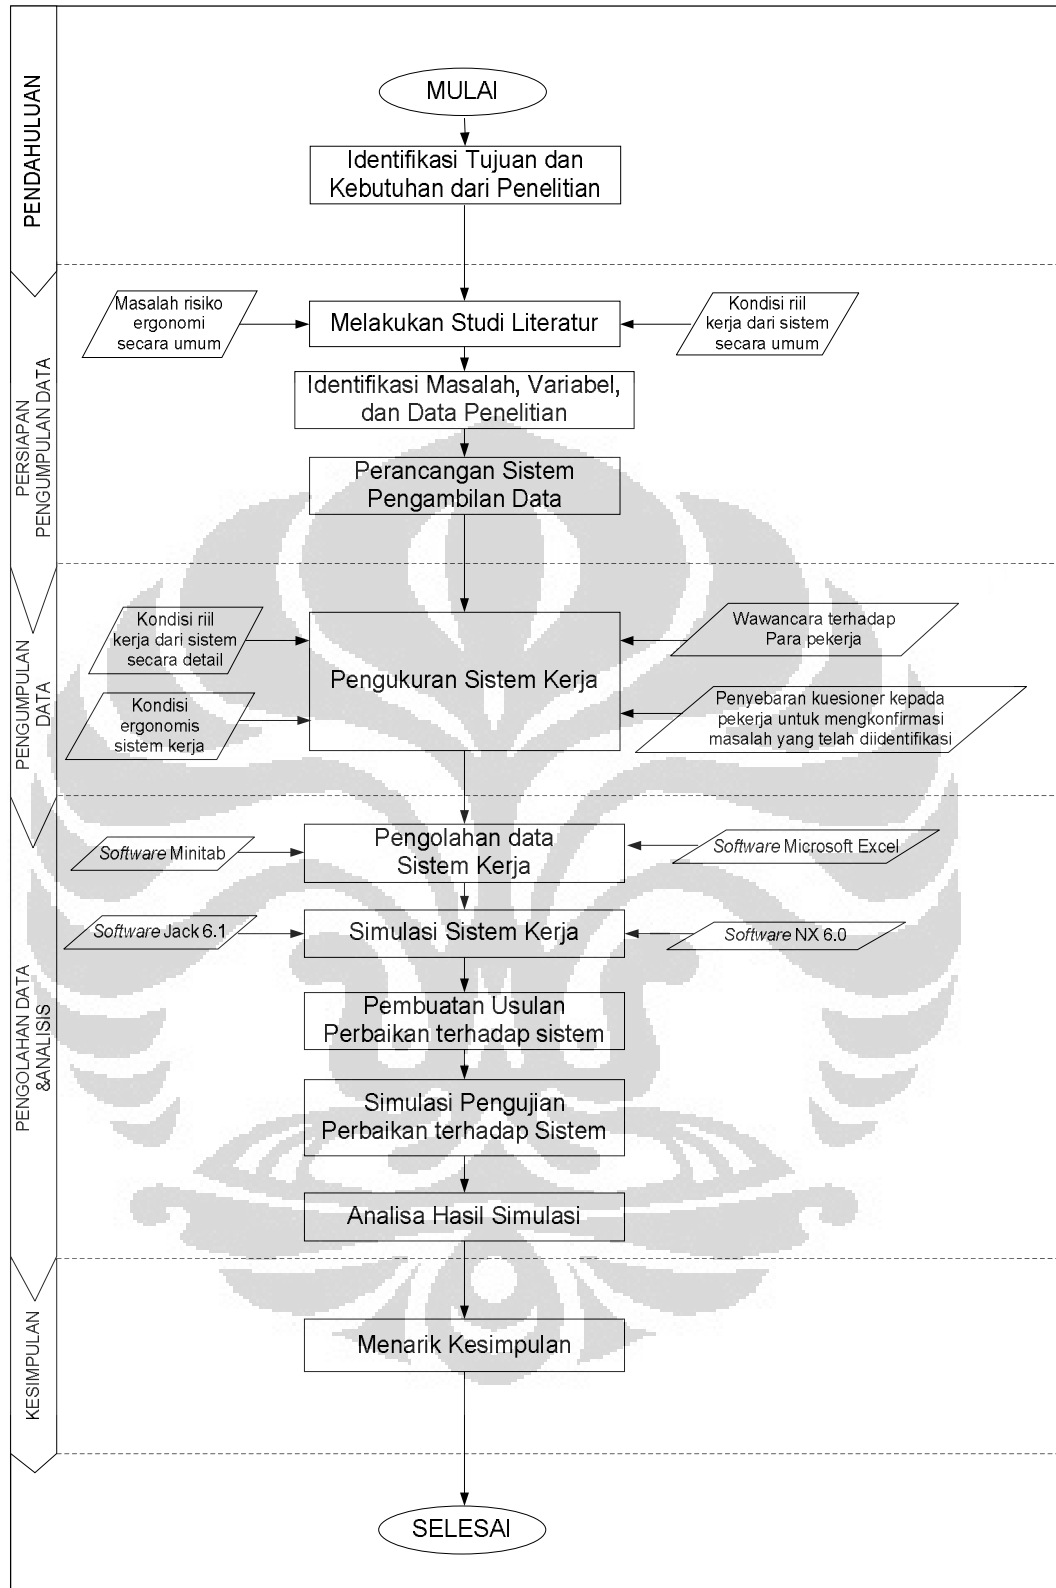 PENDAHULUAN
MULAI
Identifikasi Tujuan dan
Kebutuhan dari Penelitian
PERSIAPAN
PENGUMPULAN DATA
Masalah risiko
ergonomi
secara umum
Melakukan Studi Literatur
Kondisi riil
kerja dari sistem
secara umum
Identifikasi Masalah, Variabel,
dan Data Penelitian
Perancangan Sistem
Pengambilan Data
PENGUMPULAN
DATA
Kondisi riil
kerja dari sistem
secara detail
Kondisi
ergonomis
sistem kerja
Pengukuran Sistem Kerja
Wawancara terhadap
Para pekerja
Penyebaran kuesioner kepada
pekerja untuk mengkonfirmasi
masalah yang telah diidentifikasi
PENGOLAHAN DATA
&ANALISIS
Software Minitab
Pengolahan data
Sistem Kerja
Software Microsoft Excel
Software Jack 6.1
Simulasi Sistem Kerja
Software NX 6.0
Pembuatan Usulan
Perbaikan terhadap sistem
Simulasi Pengujian
Perbaikan terhadap Sistem
Analisa Hasil Simulasi
KESIMPULAN
Menarik Kesimpulan
SELESAI